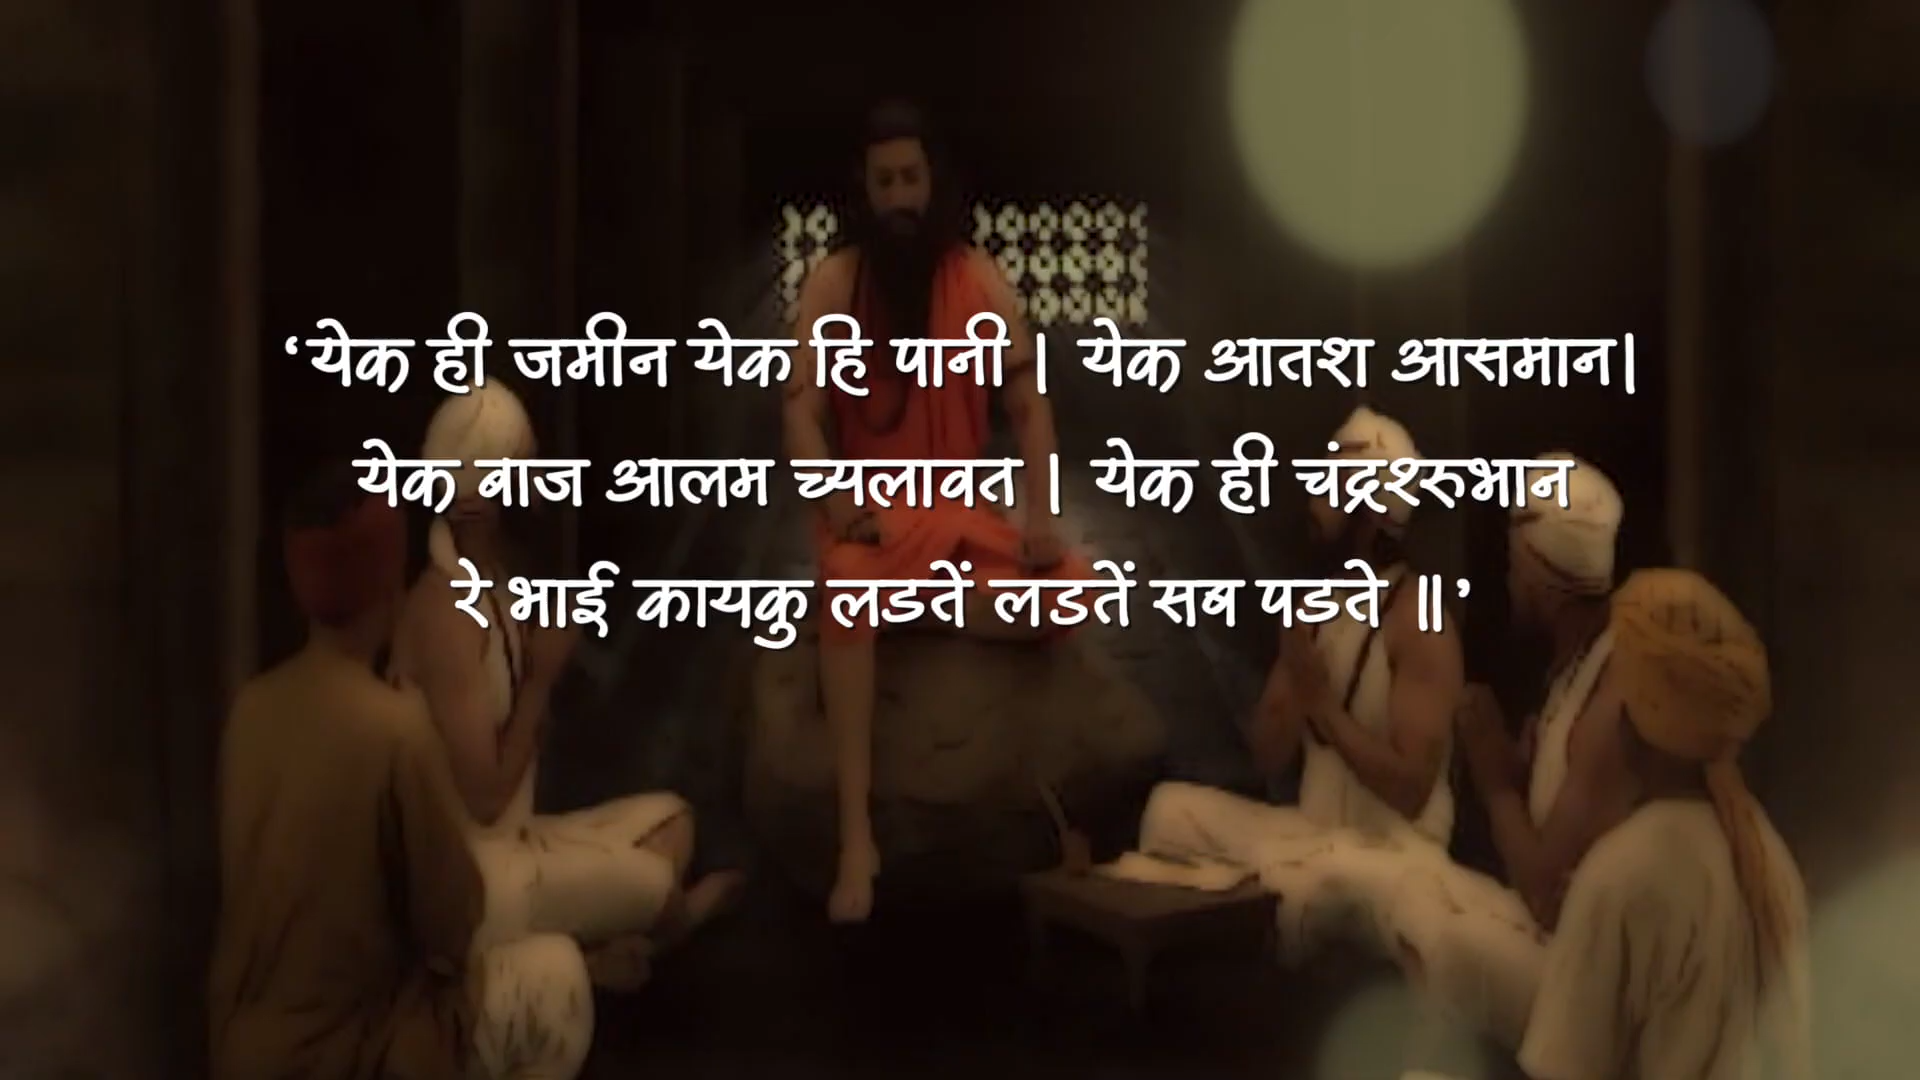 ‘येक ही जमीन येक हि पानी | येक आतश आसमान|
येक बाज आलम च्यलावत | येक ही चंद्रश्रुभान
रे भाई कायकु लडतें लडतें सब पडते ॥’